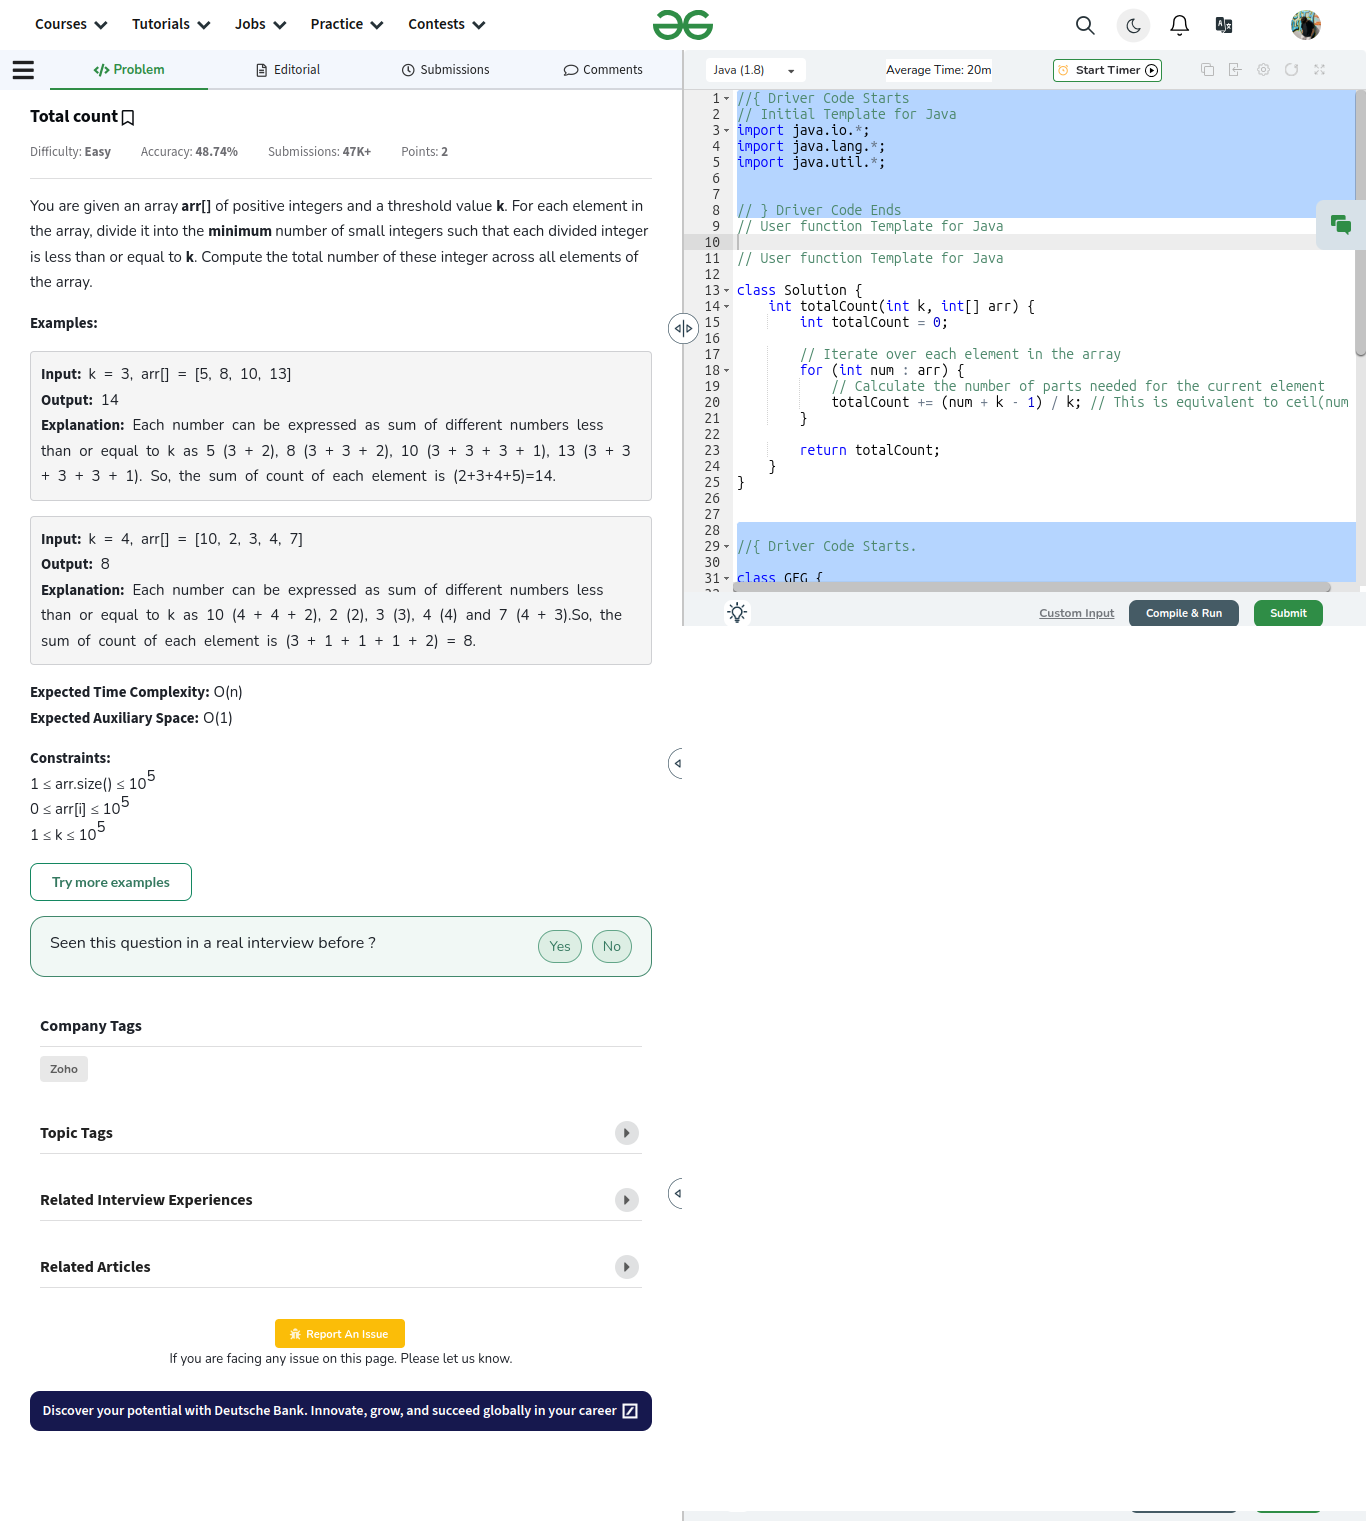 Courses Tutorials Jobs Practice Contests
Problem Editorial Submissions Comments
Total count
Difficulty: Easy Accuracy: 48.74% Submissions: 47K+ Points: 2
You are given an array arr[] of positive integers and a threshold value k. For each element in
the array, divide it into the minimum number of small integers such that each divided integer
is less than or equal to k. Compute the total number of these integer across all elements of
the array.
Examples:
Input: k = 3, arr[] = [5, 8, 10, 13]
Output: 14
Explanation: Each number can be expressed as sum of different numbers less
than or equal to k as 5 (3 + 2), 8 (3 + 3 + 2), 10 (3 + 3 + 3 + 1), 13 (3 + 3
+ 3 + 3 + 1). So, the sum of count of each element is (2+3+4+5)=14.
Input: k = 4, arr[] = [10, 2, 3, 4, 7]
Output: 8
Explanation: Each number can be expressed as sum of different numbers less
than or equal to k as 10 (4 + 4 + 2), 2 (2), 3 (3), 4 (4) and 7 (4 + 3).So, the
sum of count of each element is (3 + 1 + 1 + 1 + 2) = 8.
Expected Time Complexity: O(n)
Expected Auxiliary Space: O(1)
Constraints:
1 ≤ arr.size() ≤ 10^5
0 ≤ arr[i] ≤ 10^5
1 ≤ k ≤ 10^5
Try more examples
Seen this question in a real interview before ? Yes No
Company Tags
Zoho
Topic Tags
Related Interview Experiences
Related Articles
Report An Issue
If you are facing any issue on this page. Please let us know.
Discover your potential with Deutsche Bank. Innovate, grow, and succeed globally in your career
Java (1.8) Average Time: 20m Start Timer
1 //{ Driver Code Starts
2 // Initial Template for Java
3 import java.io.*;
4 import java.lang.*;
5 import java.util.*;
6
7
8 // } Driver Code Ends
9 // User function Template for Java
10
11 // User function Template for Java
12
13 class Solution {
14     int totalCount(int k, int[] arr) {
15         int totalCount = 0;
16
17         // Iterate over each element in the array
18         for (int num : arr) {
19             // Calculate the number of parts needed for the current element
20             totalCount += (num + k - 1) / k; // This is equivalent to ceil(num
21         }
22
23         return totalCount;
24     }
25 }
26
27
28
29 //{ Driver Code Starts.
30
31 class GFG {
Custom Input Compile & Run Submit